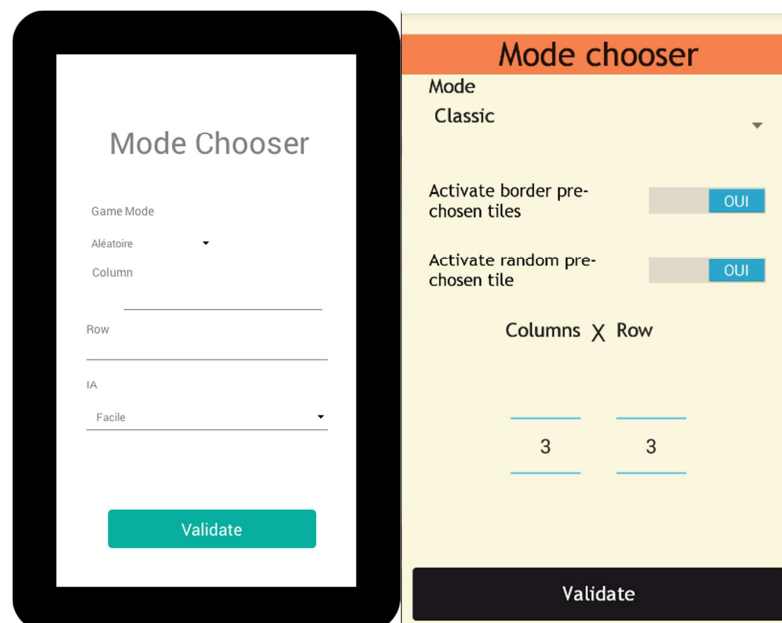 Mode Chooser
Game Mode
Aléatoire
Column
Row
IA
Facile
Validate
Mode chooser
Mode
Classic
Activate border pre-
chosen tiles
OUI
Activate random pre-
chosen tile
OUI
Columns X Row
3 3
Validate